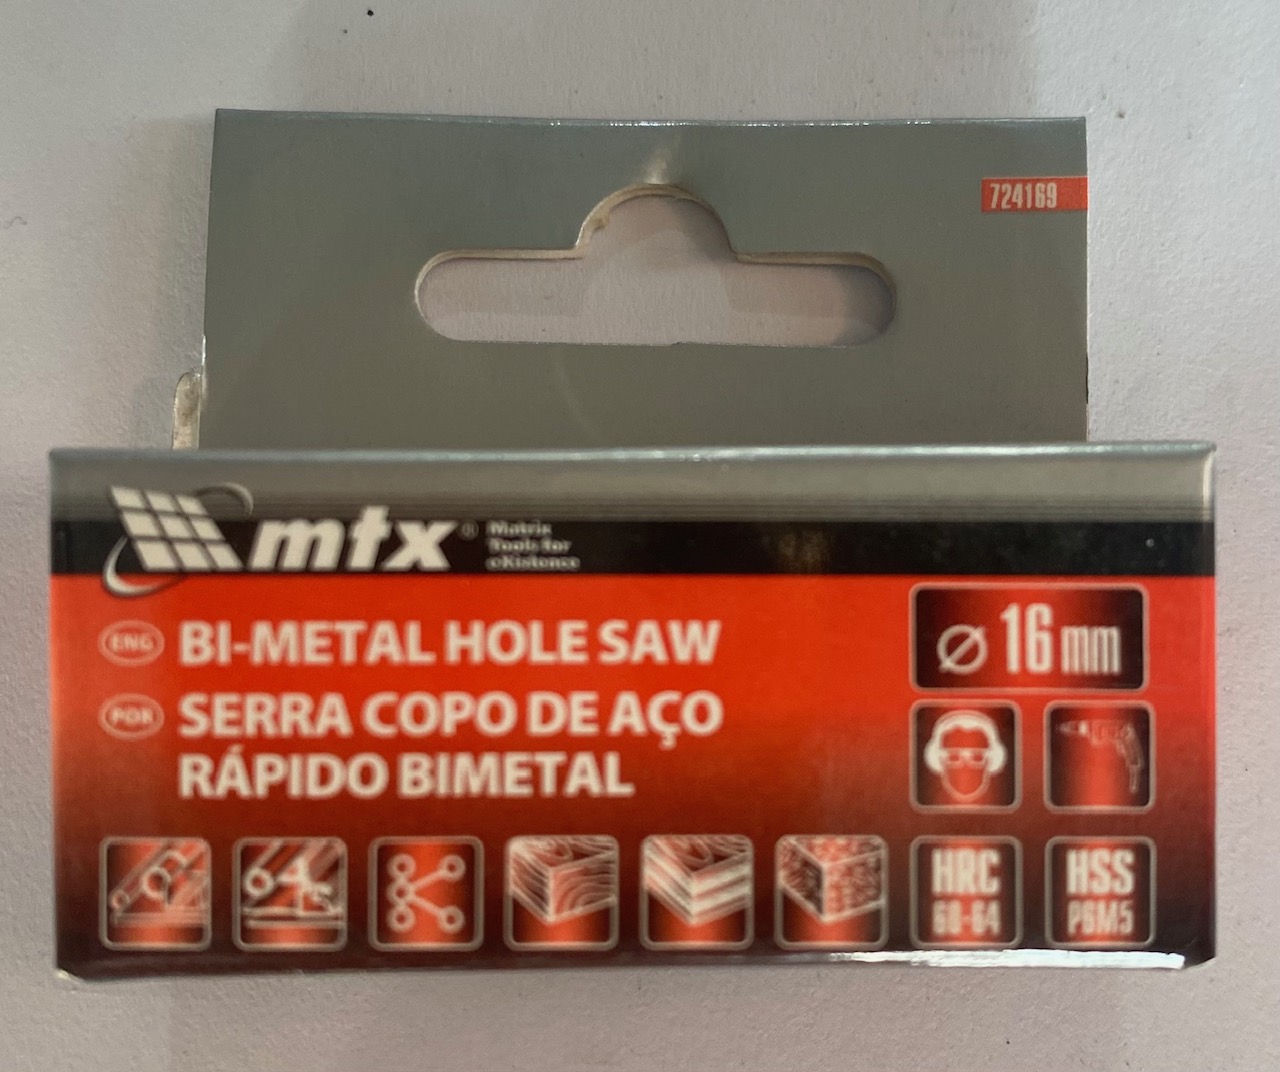 724169
mtx®
Matrix
Tools for
eXistence
ENG BI-METAL HOLE SAW
POR SERRA COPO DE AÇO
RÁPIDO BIMETAL
Ø 16 mm
HRC
60-64
HSS
P6M5